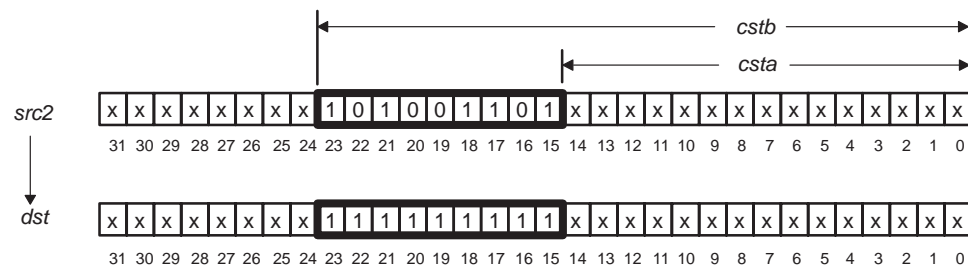 cstb
csta
src2 x x x x x x x x 1 0 1 0 0 1 1 0 1 x x x x x x x x x x x x x x x
31 30 29 28 27 26 25 24 23 22 21 20 19 18 17 16 15 14 13 12 11 10 9 8 7 6 5 4 3 2 1 0
dst x x x x x x x x 1 1 1 1 1 1 1 1 1 x x x x x x x x x x x x x x x
31 30 29 28 27 26 25 24 23 22 21 20 19 18 17 16 15 14 13 12 11 10 9 8 7 6 5 4 3 2 1 0